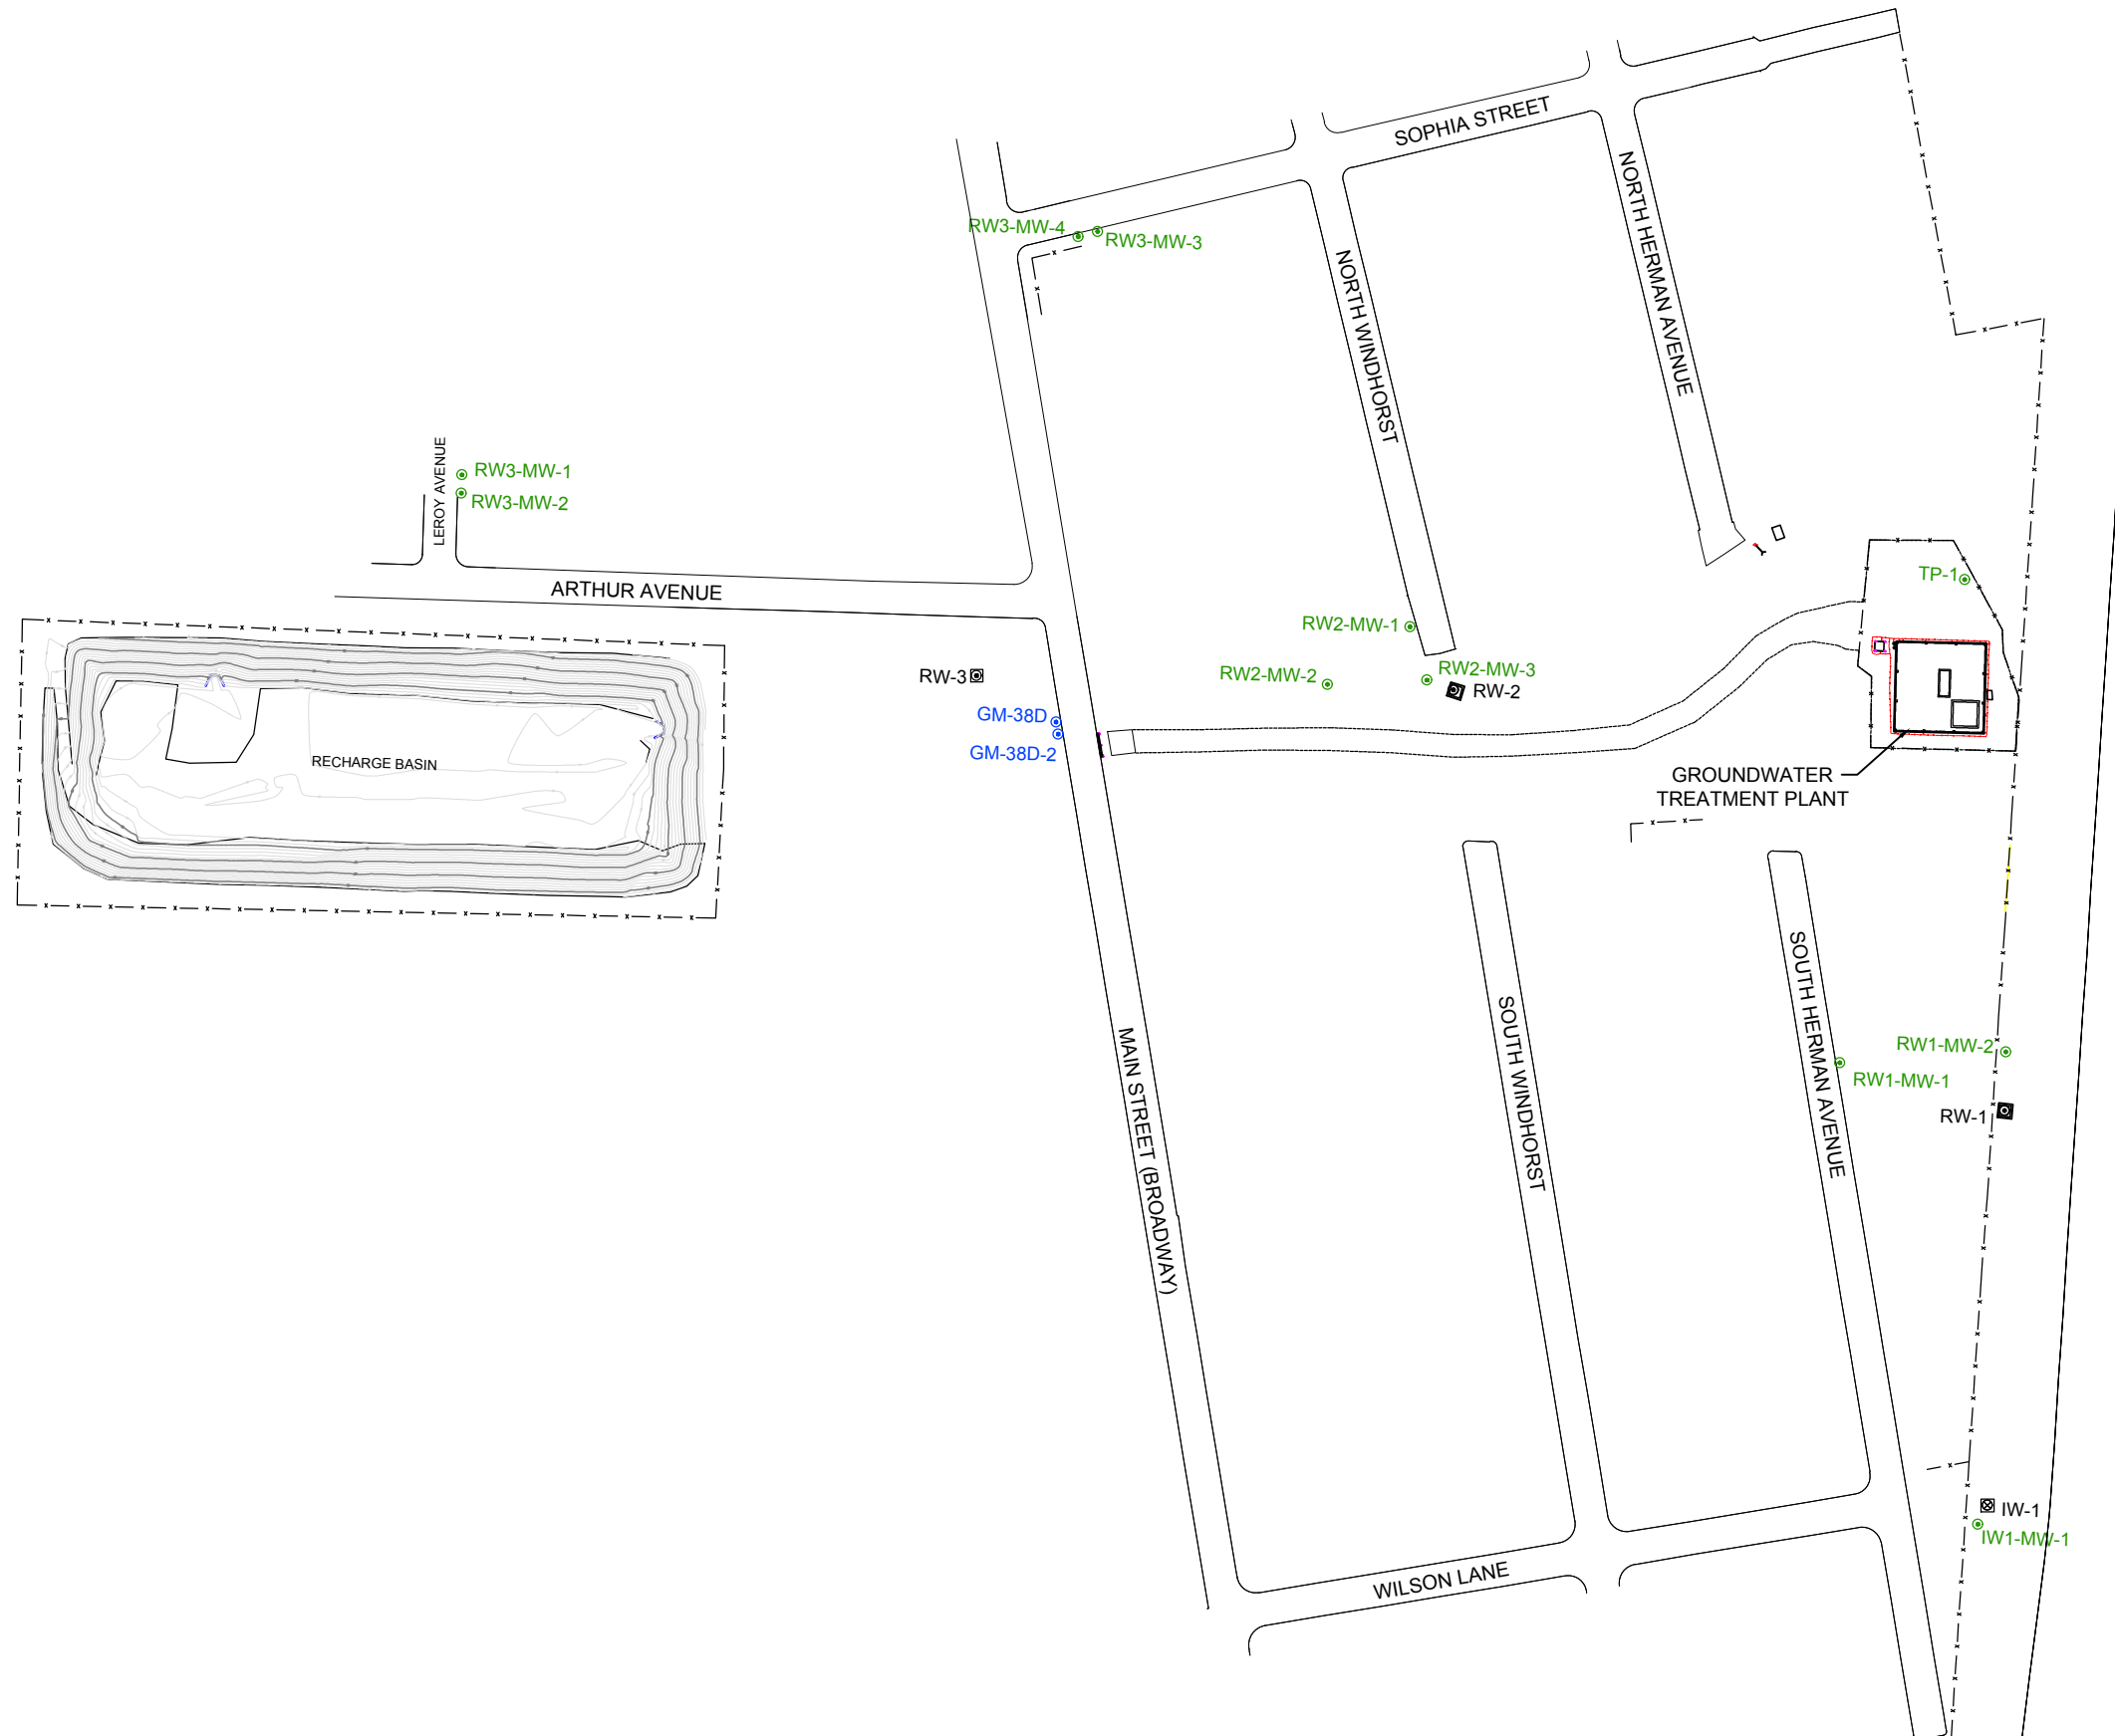 SOPHIA STREET
NORTH HERMAN AVENUE
RW3-MW-4
RW3-MW-3
NORTH WINDHORST
LEROY AVENUE
RW3-MW-1
RW3-MW-2
ARTHUR AVENUE
TP-1
RW2-MW-1
RW-3
RW2-MW-2
RW2-MW-3
RW-2
GM-38D
GM-38D-2
RECHARGE BASIN
GROUNDWATER
TREATMENT PLANT
SOUTH HERMAN AVENUE
SOUTH WINDHORST
MAIN STREET (BROADWAY)
RW1-MW-2
RW1-MW-1
RW-1
IW-1
IW1-MW-1
WILSON LANE